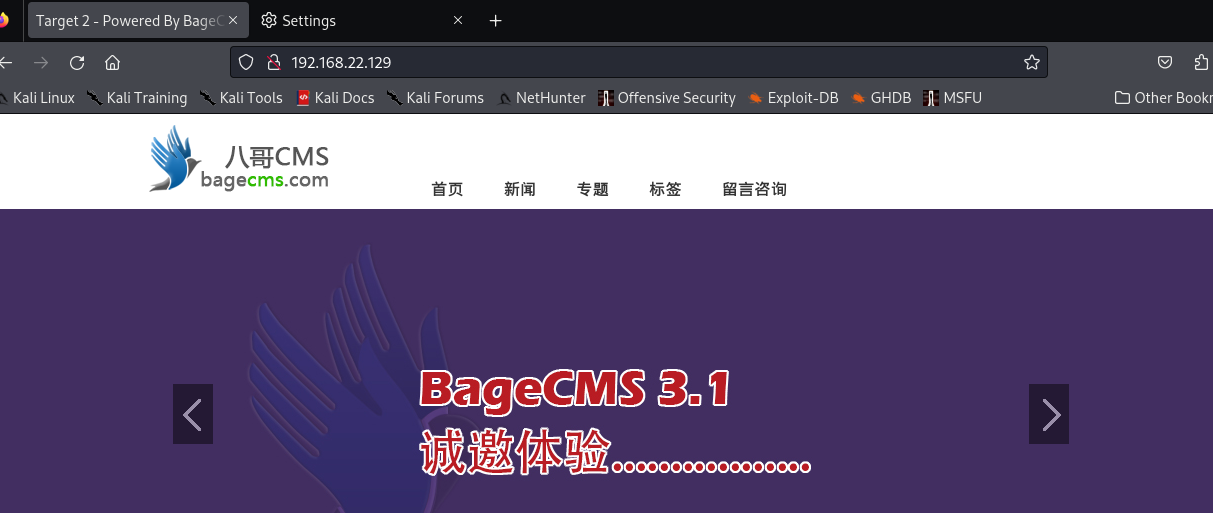 Target 2 - Powered By BageC
Settings
192.168.22.129
Kali Linux Kali Training Kali Tools Kali Docs Kali Forums NetHunter Offensive Security Exploit-DB GHDB MSFU Other Bookr
八哥CMS
bagecms.com
首页 新闻 专题 标签 留言咨询
BageCMS 3.1
诚邀体验.................